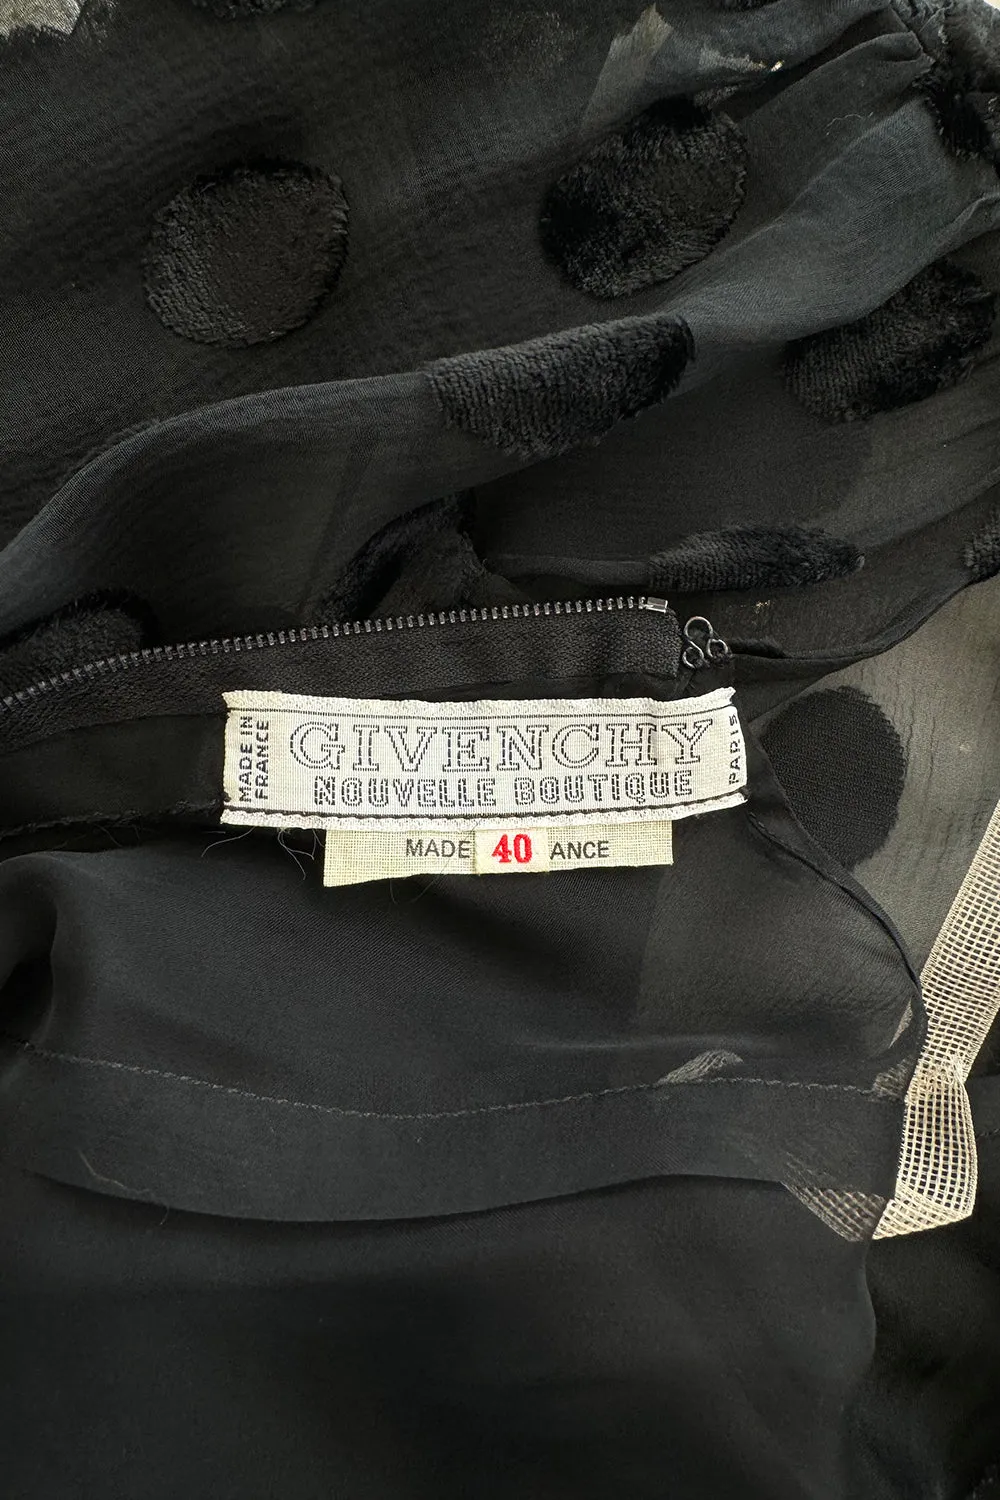 MADE IN
FRANCE
GIVENCHY
NOUVELLE BOUTIQUE
PARIS
MADE 40 ANCE